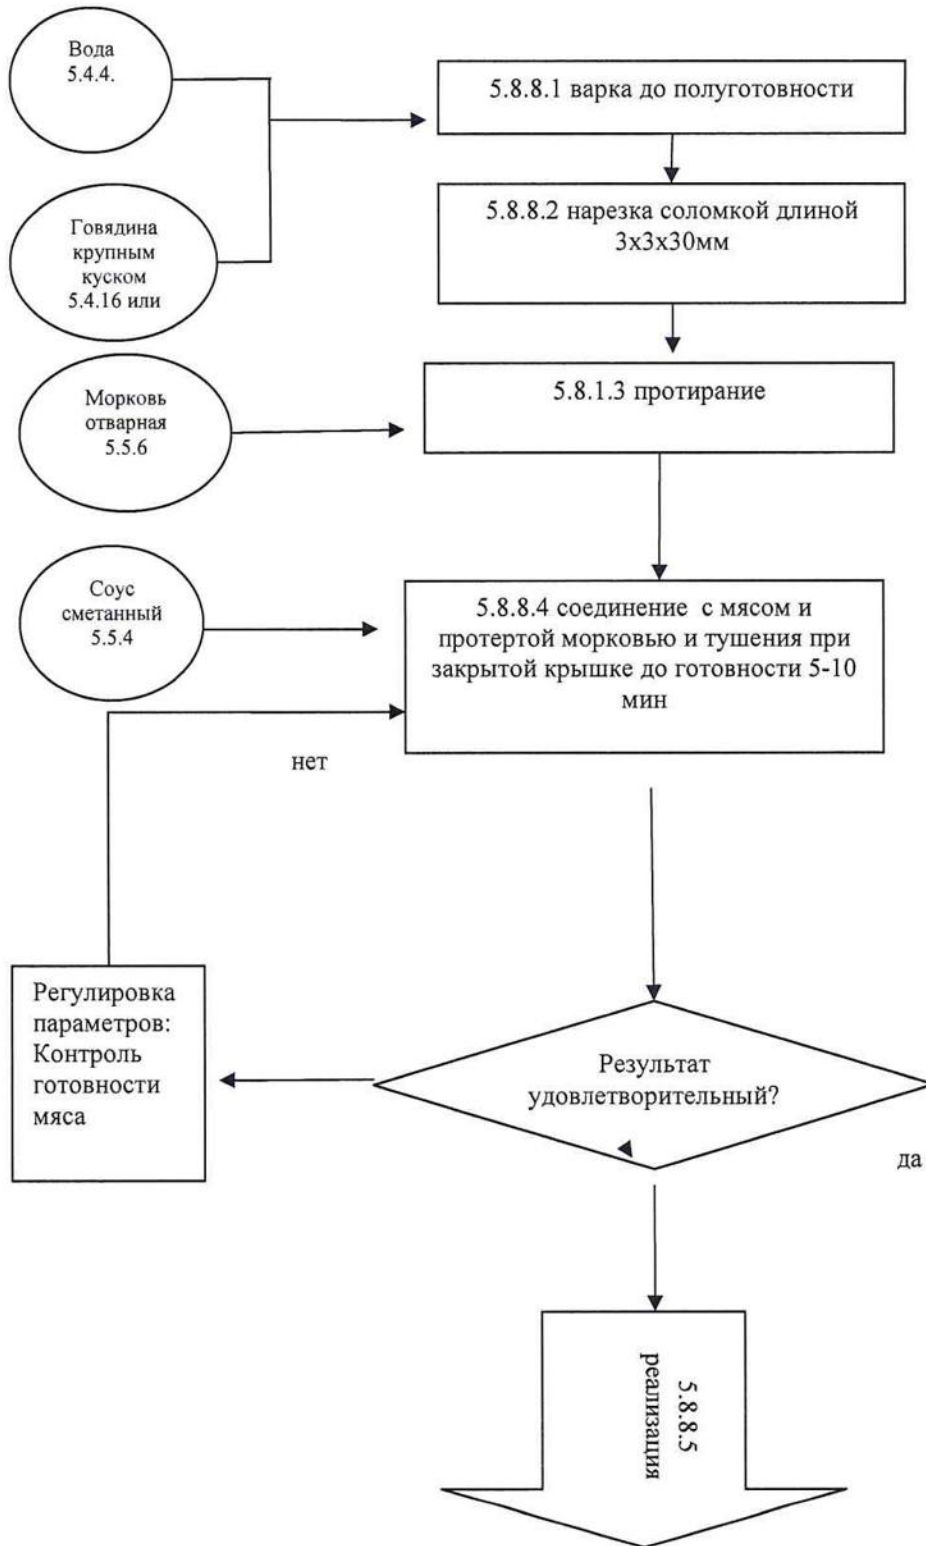 Вода
5.4.4.
5.8.8.1 варка до полуготовности
Говядина
крупным
куском
5.4.16 или
5.8.8.2 нарезка соломкой длиной
3х3х30мм
Морковь
отварная
5.5.6
5.8.1.3 протирание
Соус
сметанный
5.5.4
5.8.8.4 соединение с мясом и
протертой морковью и тушения при
закрытой крышке до готовности 5-10
мин
нет
Регулировка
параметров:
Контроль
готовности
мяса
Результат
удовлетворительный?
да
5.8.8.5
реализация